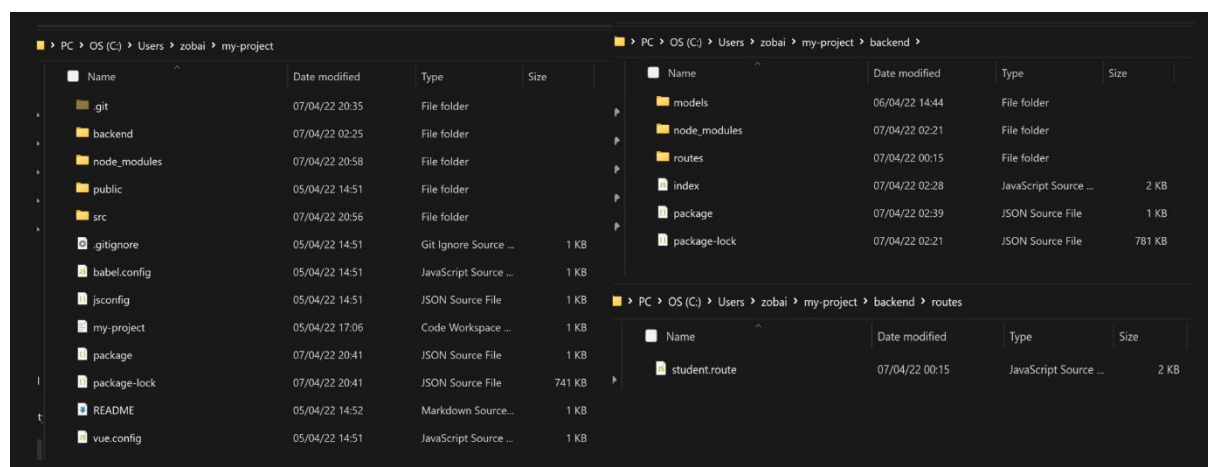 PC > OS (C:) > Users > zobai > my-project
Name Date modified Type Size
.git 07/04/22 20:35 File folder
backend 07/04/22 02:25 File folder
node_modules 07/04/22 20:58 File folder
public 05/04/22 14:51 File folder
src 07/04/22 20:56 File folder
.gitignore 05/04/22 14:51 Git Ignore Source ... 1 KB
babel.config 05/04/22 14:51 JavaScript Source ... 1 KB
jsconfig 05/04/22 14:51 JSON Source File 1 KB
my-project 05/04/22 17:06 Code Workspace ... 1 KB
package 07/04/22 20:41 JSON Source File 1 KB
package-lock 07/04/22 20:41 JSON Source File 741 KB
README 05/04/22 14:52 Markdown Source... 1 KB
vue.config 05/04/22 14:51 JavaScript Source ... 1 KB
PC > OS (C:) > Users > zobai > my-project > backend >
Name Date modified Type Size
models 06/04/22 14:44 File folder
node_modules 07/04/22 02:21 File folder
routes 07/04/22 00:15 File folder
index 07/04/22 02:28 JavaScript Source ... 2 KB
package 07/04/22 02:39 JSON Source File 1 KB
package-lock 07/04/22 02:21 JSON Source File 781 KB
PC > OS (C:) > Users > zobai > my-project > backend > routes
Name Date modified Type Size
student.route 07/04/22 00:15 JavaScript Source ... 2 KB